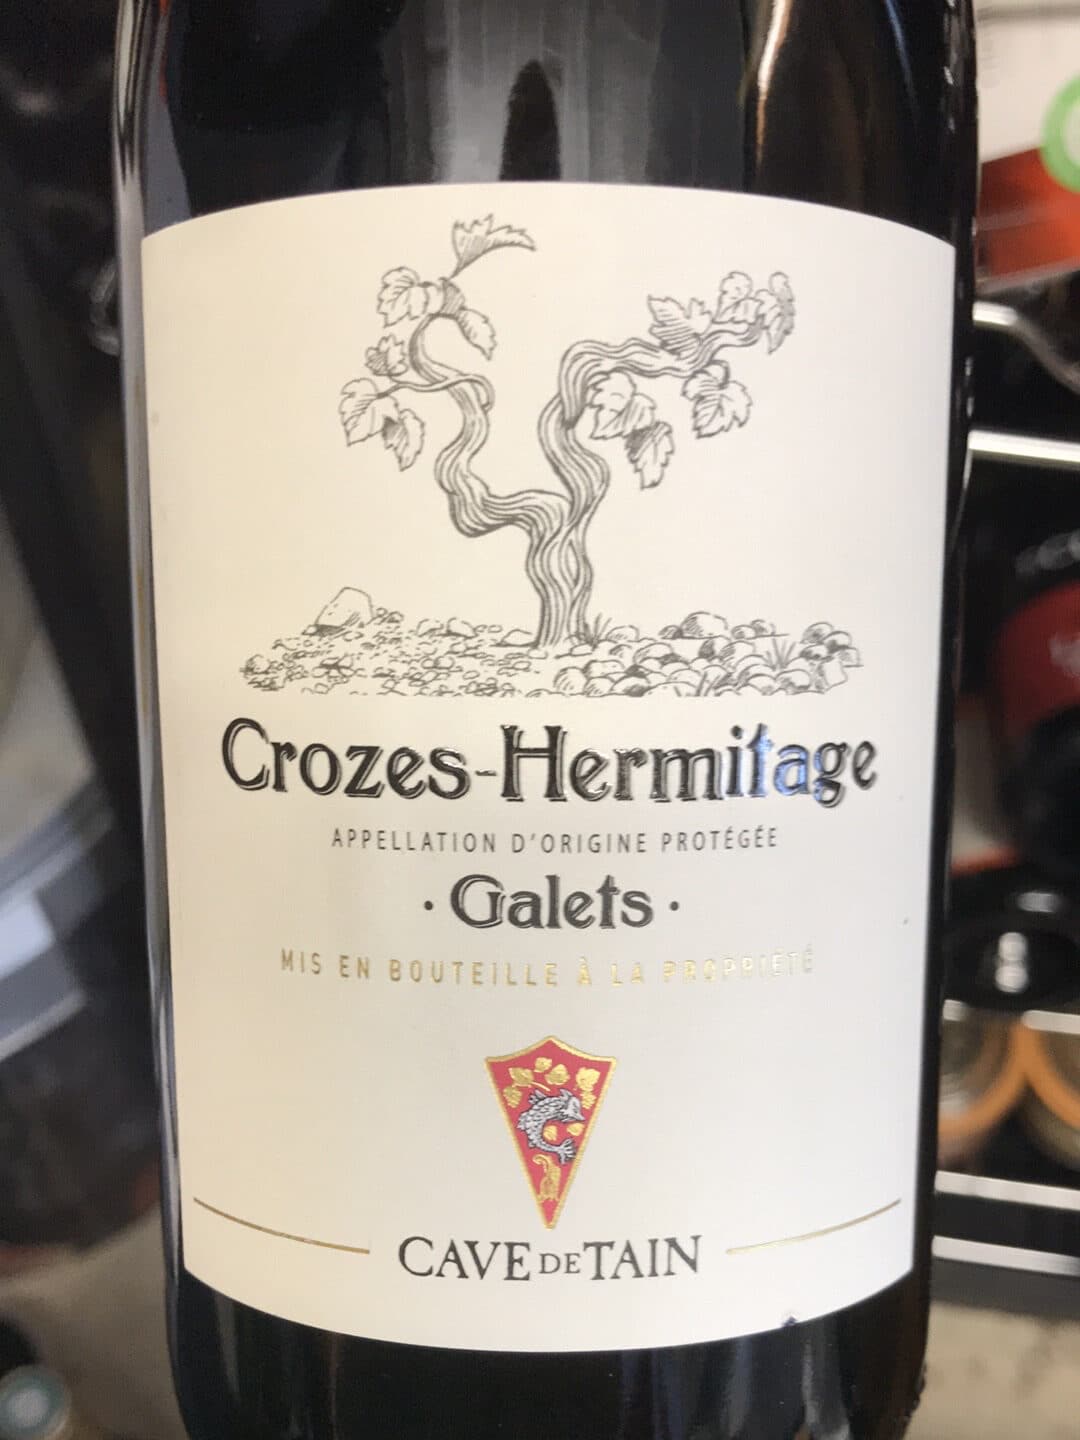 Crozes-Hermitage
APPELLATION D'ORIGINE PROTÉGÉE
· Galets ·
MIS EN BOUTEILLE À LA PROPRIÉTÉ
CAVE DE TAIN